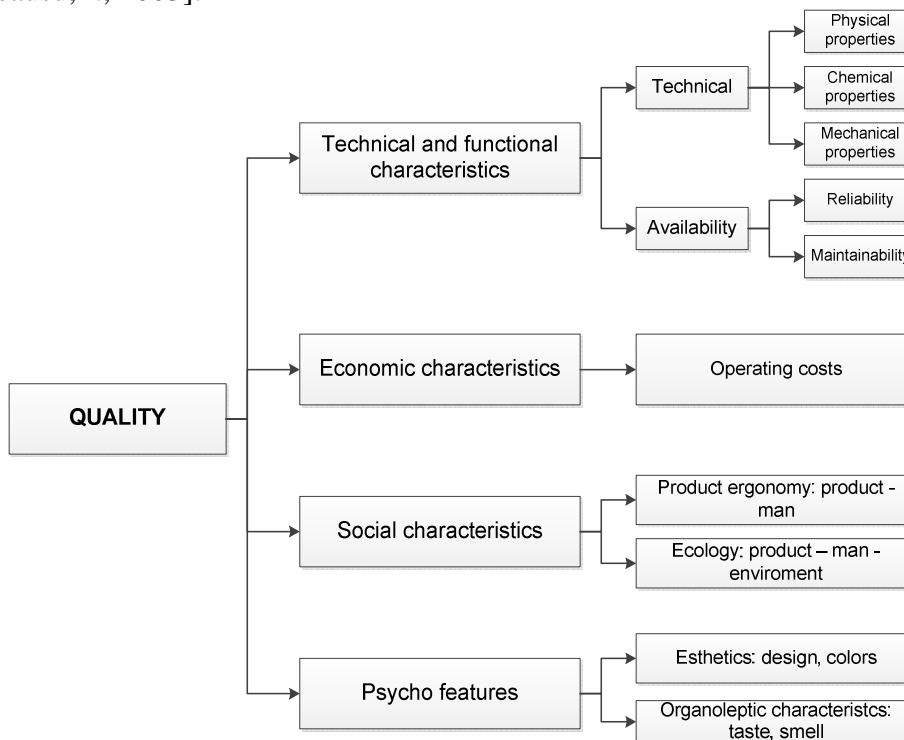 Physical
properties
Technical
Chemical
properties
Mechanical
properties
Technical and functional
characteristics
Availability
Reliability
Maintainability
Economic characteristics
Operating costs
QUALITY
Social characteristics
Product ergonomy: product -
man
Ecology: product – man -
enviroment
Psycho features
Esthetics: design, colors
Organoleptic characteristcs:
taste, smell